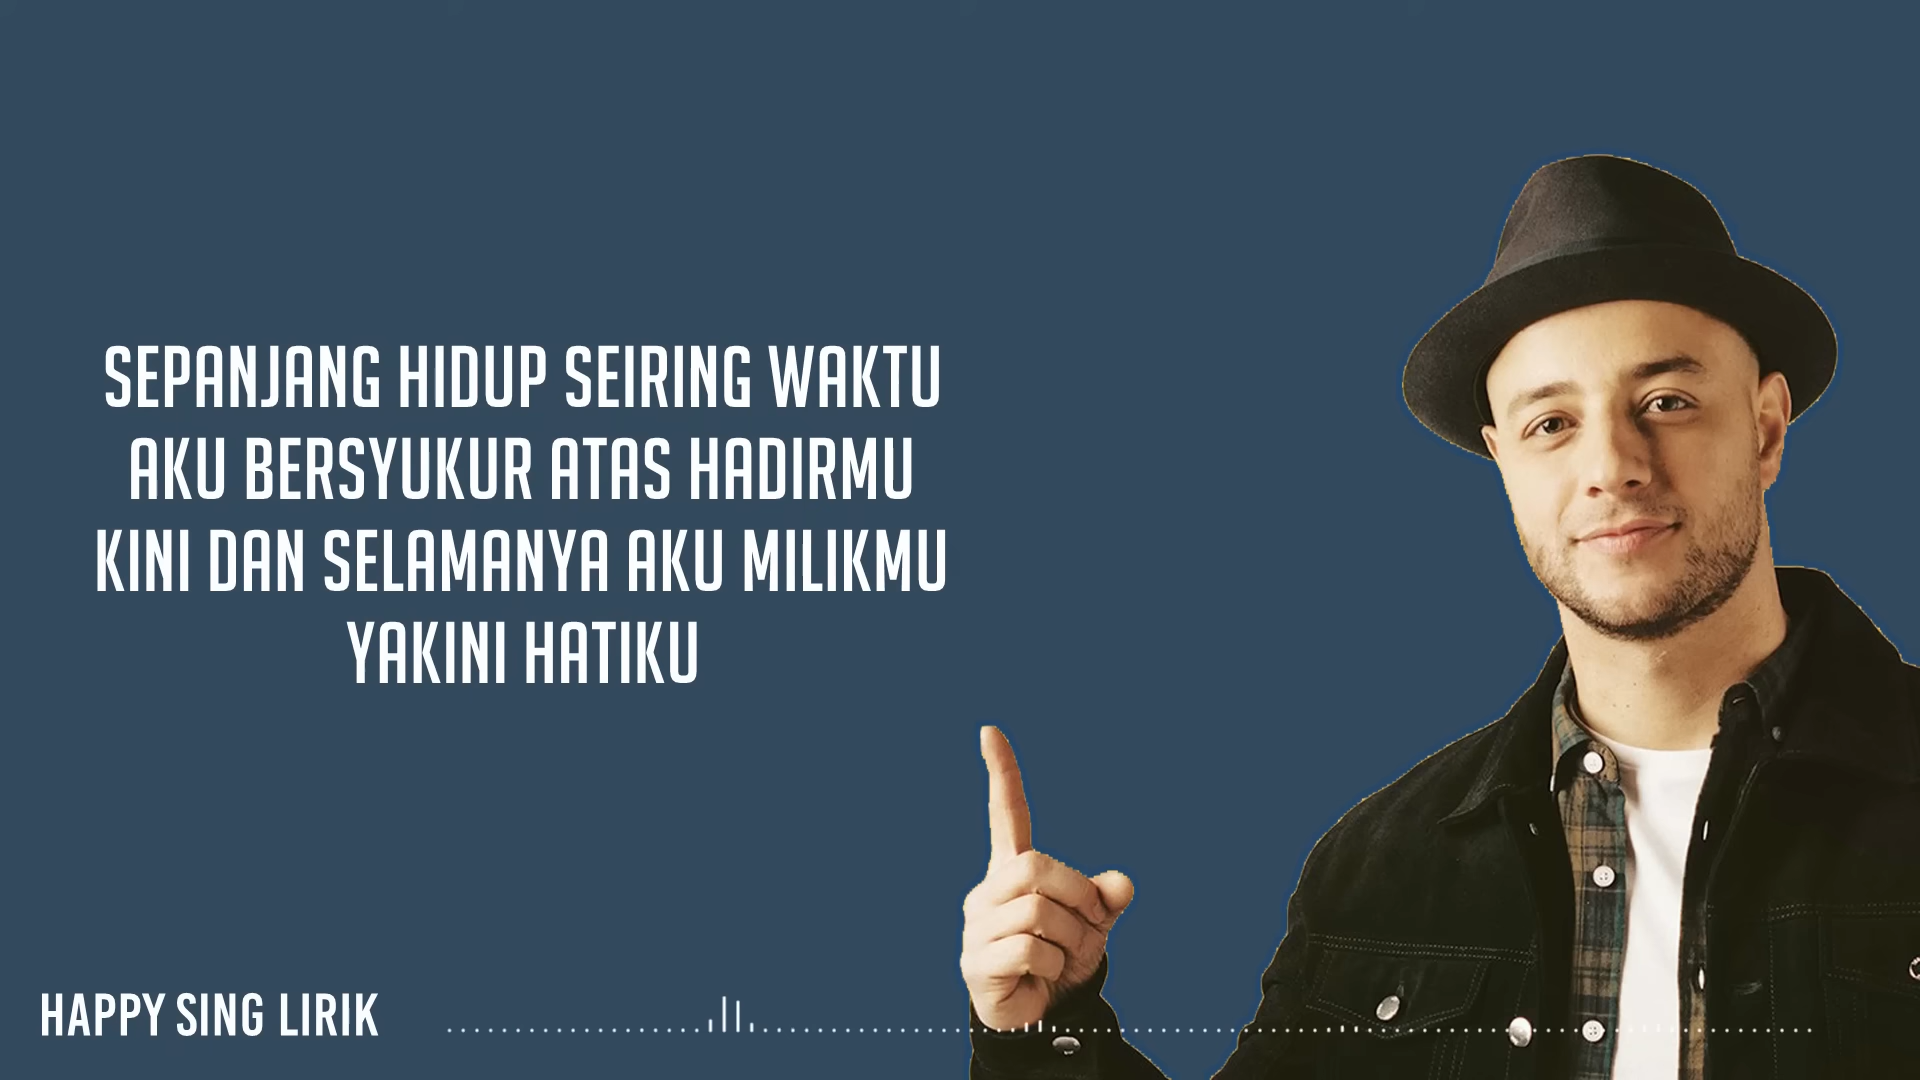 SEPANJANG HIDUP SEIRING WAKTU
AKU BERSYUKUR ATAS HADIRMU
KINI DAN SELAMANYA AKU MILIKMU
YAKINI HATIKU
HAPPY SING LIRIK